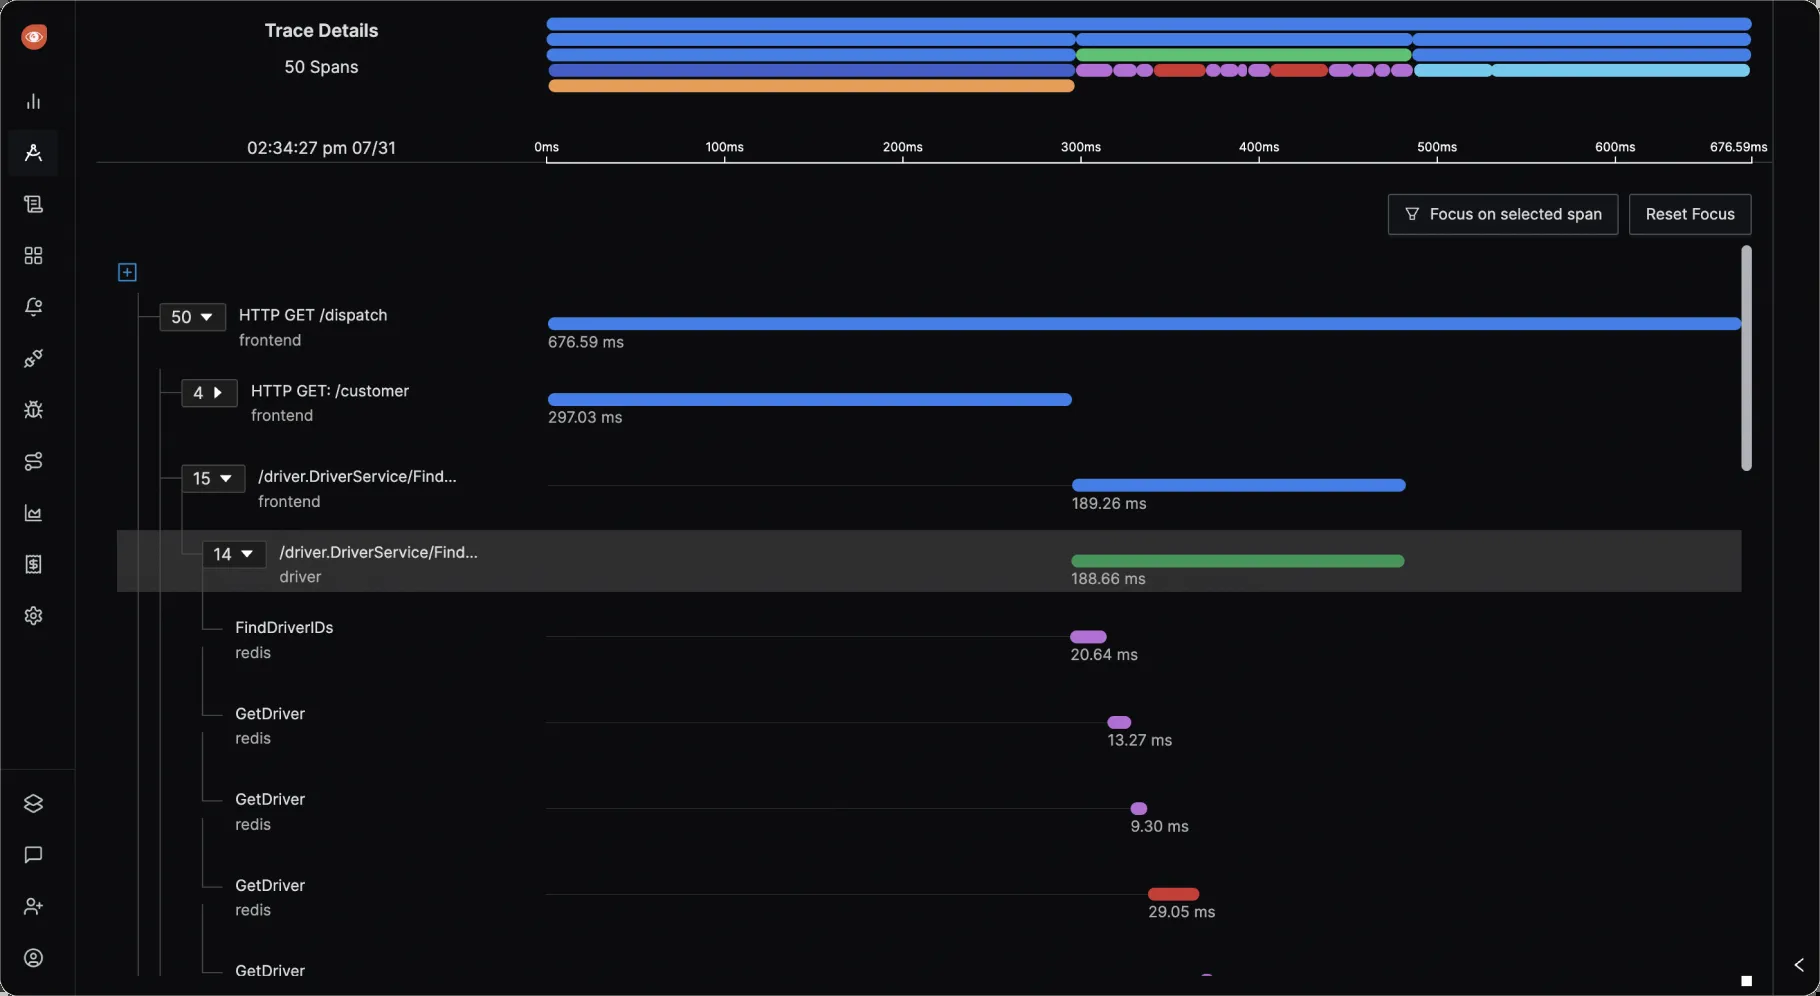 Trace Details
50 Spans
02:34:27 pm 07/31
0ms 100ms 200ms 300ms 400ms 500ms 600ms 676.59ms
Focus on selected span Reset Focus
50 HTTP GET /dispatch
frontend
676.59 ms
4 HTTP GET: /customer
frontend
297.03 ms
15 /driver.DriverService/Find...
frontend
189.26 ms
14 /driver.DriverService/Find...
driver
188.66 ms
FindDriverIDs
redis
20.64 ms
GetDriver
redis
13.27 ms
GetDriver
redis
9.30 ms
GetDriver
redis
29.05 ms
GetDriver